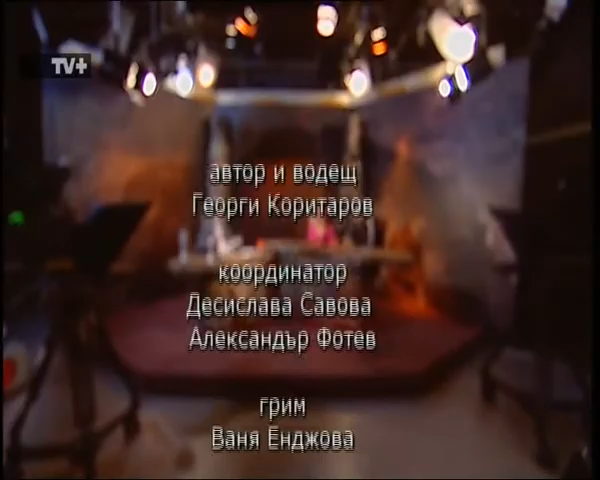 TV+
автор и водещ
Георги Коритаров
координатор
Десислава Савова
Александър Фотев
грим
Ваня Енджова